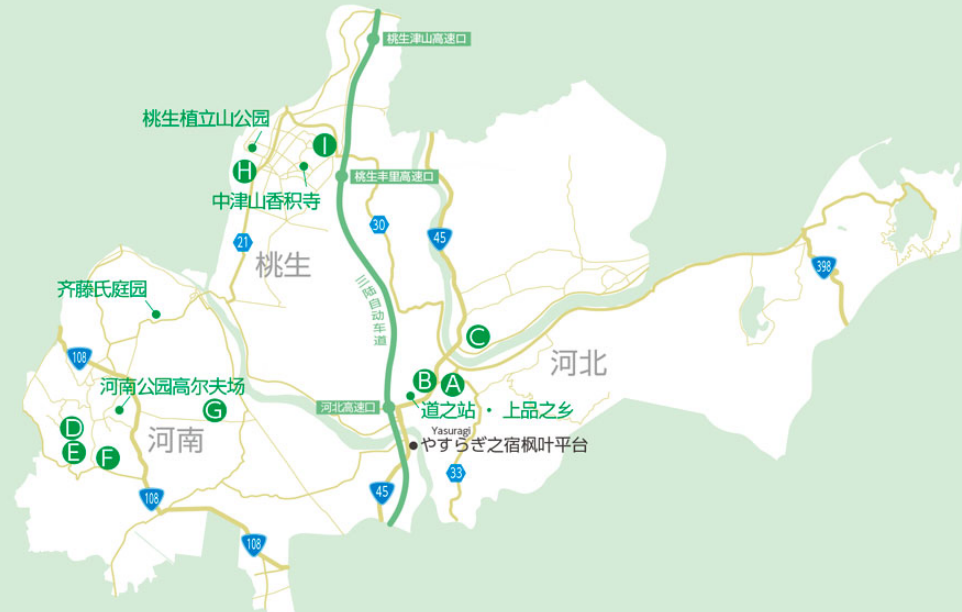 桃生津山高速口
桃生植立山公园
I
H
桃生丰里高速口
中津山香积寺
30
45
21
桃生
398
三陆自动车道
齐藤氏庭园
C
108
河北
B
A
河南公园高尔夫场
G
河北高速口
道之站・上品之乡
D
河南
Yasuragi
やすらぎ之宿枫叶平台
E
F
33
45
108
108